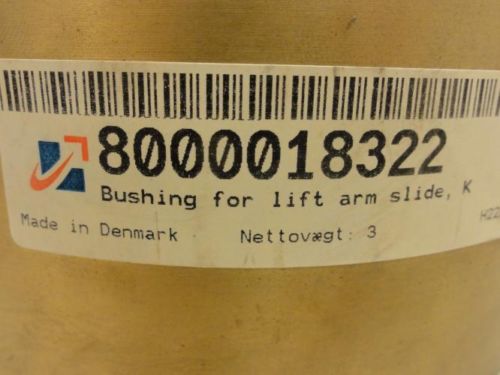 8000018322
Bushing for lift arm slide, K
Made in Denmark Nettovægt: 3